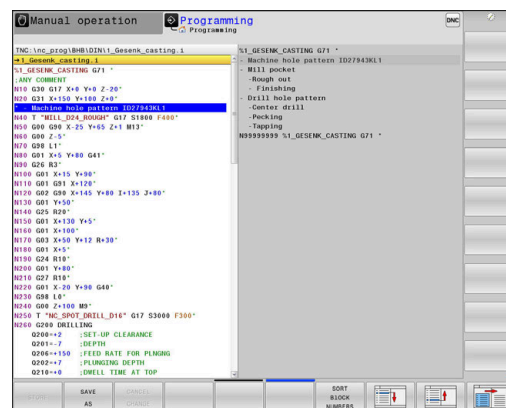 Manual operation
Programming
Programming
DNC
TNC:\nc_prog\BHB\DIN\1_Gesenk_casting.i
→1_Gesenk_casting.i
%1_GESENK_CASTING G71 *
;ANY COMMENT
N10 G30 G17 X+0 Y+0 Z-20*
N20 G31 X+150 Y+100 Z+0*
* - Machine hole pattern ID27943KL1
N40 T "MILL_D24_ROUGH" G17 S1800 F400*
N50 G00 G90 X-25 Y+65 Z+1 M13*
N60 G00 Z-5*
N70 G98 L1*
N80 G01 X+5 Y+80 G41*
N90 G26 R3*
N100 G01 X+15 Y+90*
N110 G01 G91 X+120*
N120 G02 G90 X+145 Y+80 I+135 J+80*
N130 G01 Y+50*
N140 G25 R20*
N150 G01 X+130 Y+5*
N160 G01 X+100*
N170 G03 X+50 Y+12 R+30*
N180 G01 X+5*
N190 G24 R10*
N200 G01 Y+80*
N210 G27 R10*
N220 G01 X-20 Y+90 G40*
N230 G98 L0*
N240 G00 Z+100 M9*
N250 T "NC_SPOT_DRILL_D16" G17 S3000 F300*
N260 G200 DRILLING
Q200=+2 ;SET-UP CLEARANCE
Q201=-7 ;DEPTH
Q206=+150 ;FEED RATE FOR PLNGNG
Q202=+7 ;PLUNGING DEPTH
Q210=+0 ;DWELL TIME AT TOP
%1_GESENK_CASTING G71 *
- Machine hole pattern ID27943KL1
- Mill pocket
-Rough out
- Finishing
- Drill hole pattern
-Center drill
-Pecking
-Tapping
N99999999 %1_GESENK_CASTING G71 *
STORE
SAVE
AS
CANCEL
CHANGE
SORT
BLOCK
NUMBERS